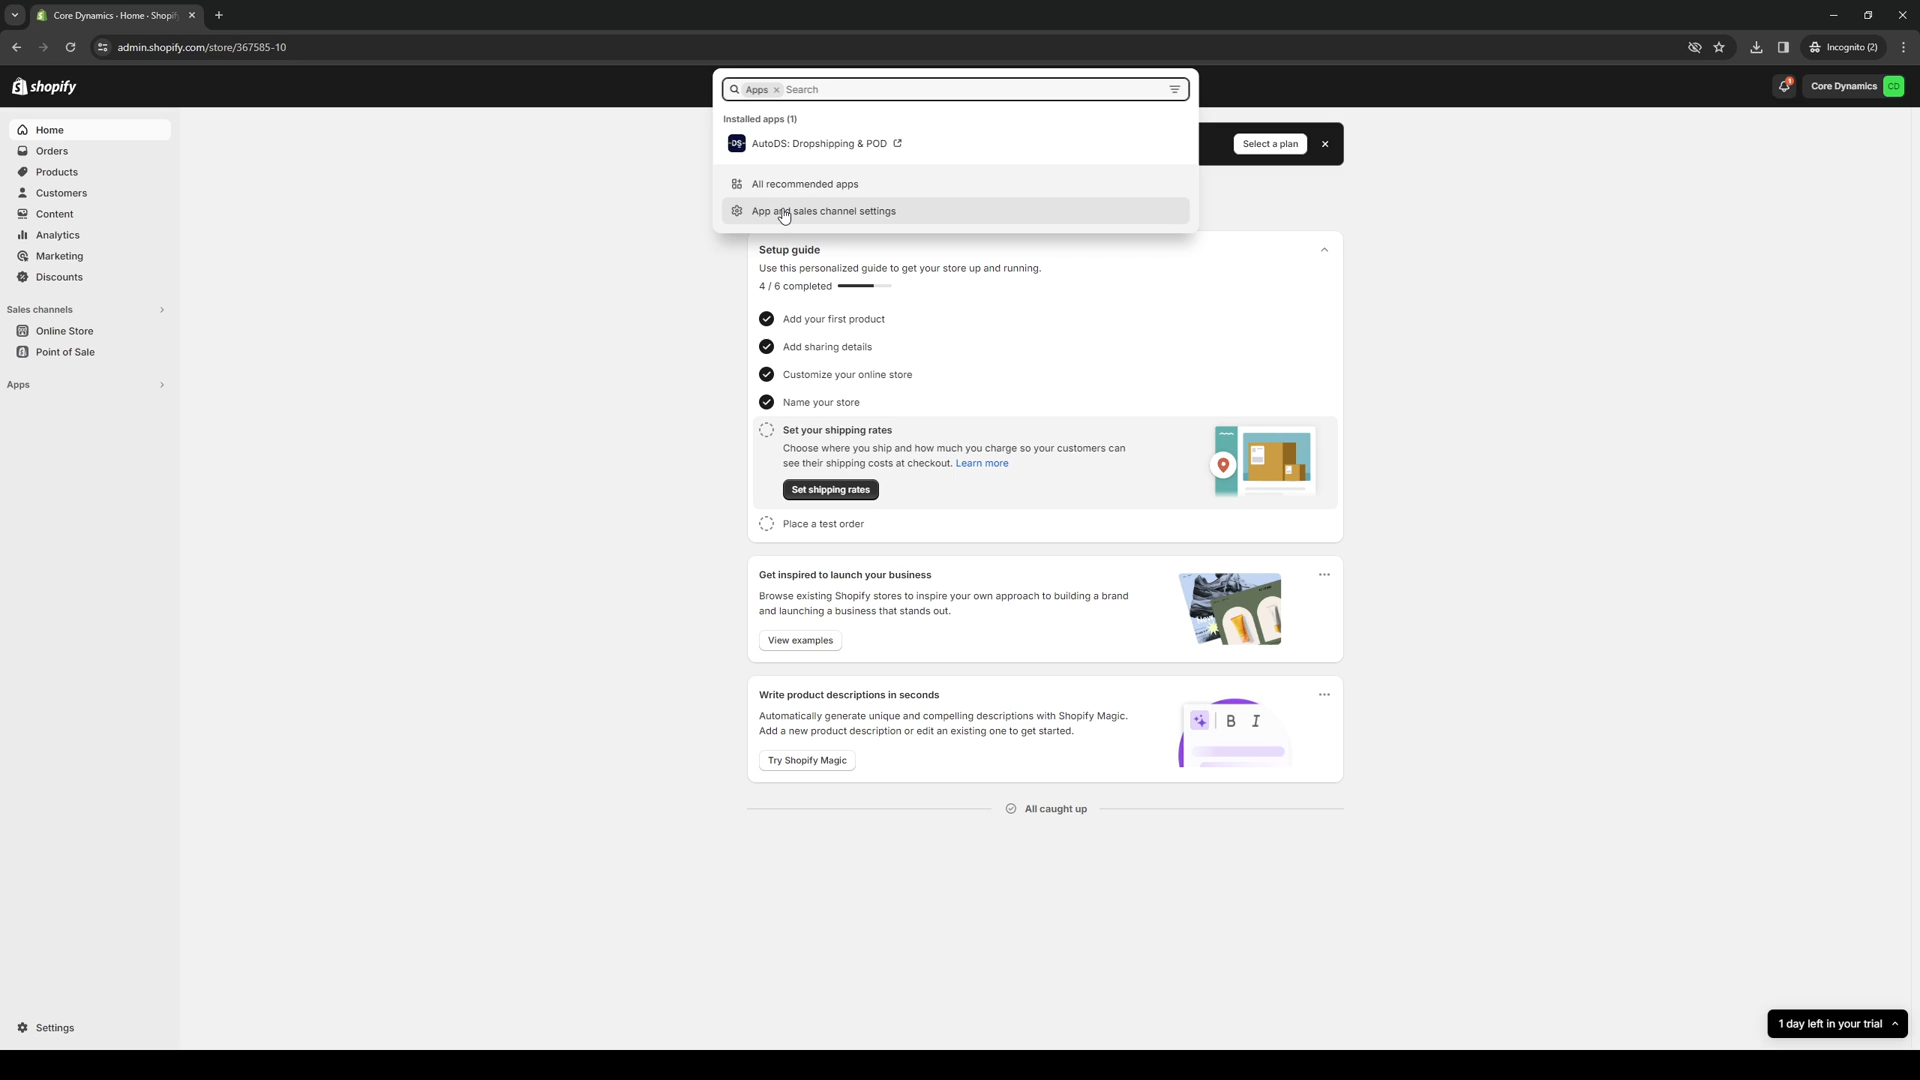 Core Dynamics · Home · Shopif
admin.shopify.com/store/367585-10
Incognito (2)
shopify
Apps × Search
1
Core Dynamics CD
Installed apps (1)
AutoDS: Dropshipping & POD
All recommended apps
App and sales channel settings
Select a plan
Home
Orders
Products
Customers
Content
Analytics
Marketing
Discounts
Sales channels
Online Store
Point of Sale
Apps
Settings
Setup guide
Use this personalized guide to get your store up and running.
4 / 6 completed
Add your first product
Add sharing details
Customize your online store
Name your store
Set your shipping rates
Choose where you ship and how much you charge so your customers can
see their shipping costs at checkout. Learn more
Set shipping rates
Place a test order
Get inspired to launch your business
Browse existing Shopify stores to inspire your own approach to building a brand
and launching a business that stands out.
View examples
Write product descriptions in seconds
Automatically generate unique and compelling descriptions with Shopify Magic.
Add a new product description or edit an existing one to get started.
Try Shopify Magic
B I
All caught up
1 day left in your trial